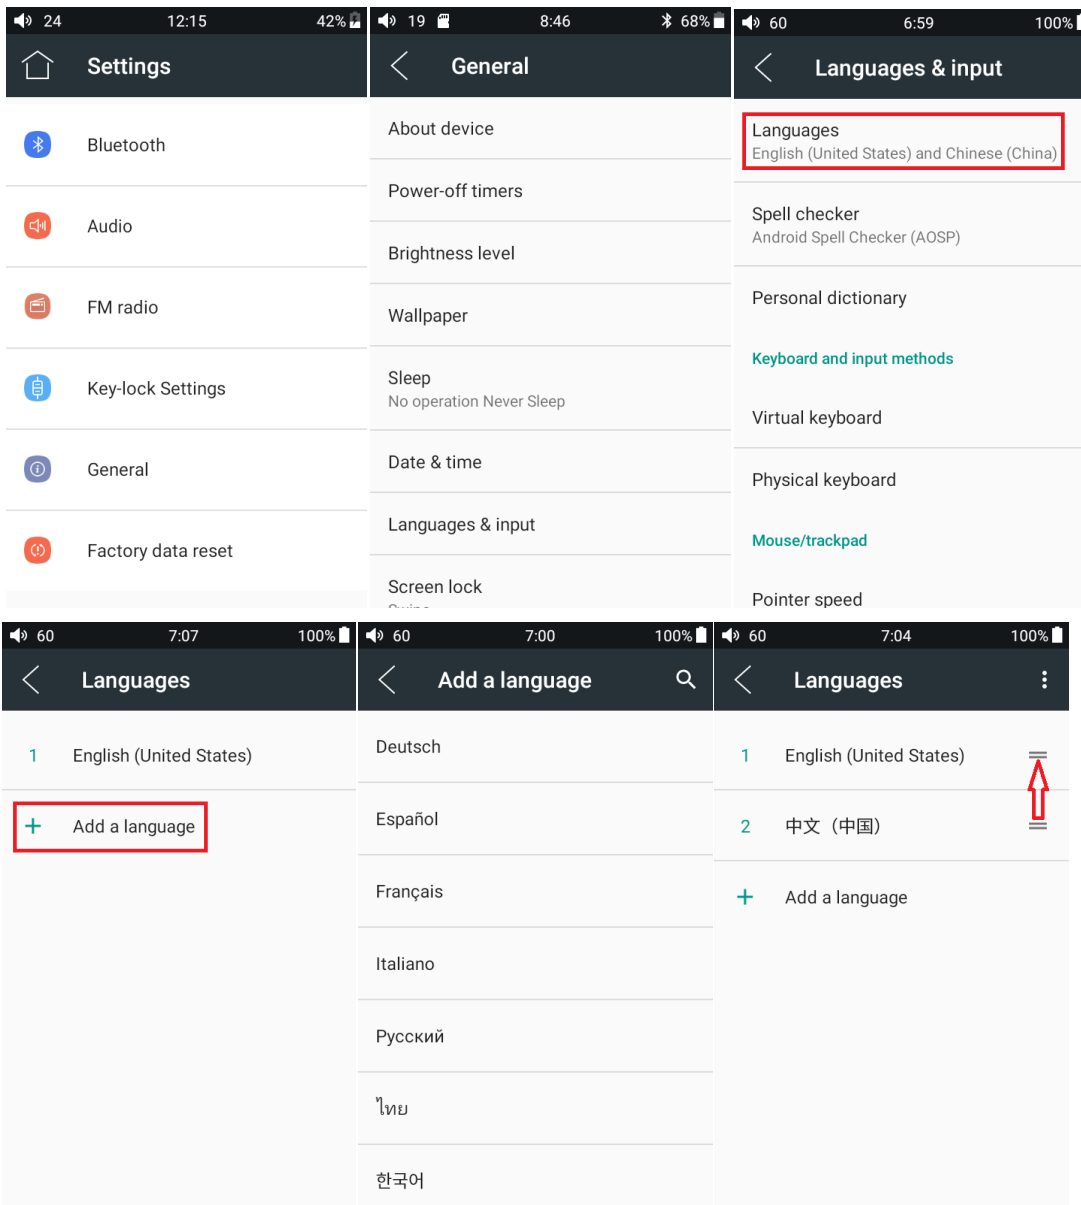 24 12:15 42%
Settings
Bluetooth
Audio
FM radio
Key-lock Settings
General
Factory data reset
19 8:46 68%
General
About device
Power-off timers
Brightness level
Wallpaper
Sleep
No operation Never Sleep
Date & time
Languages & input
Screen lock
60 6:59 100%
Languages & input
Languages
English (United States) and Chinese (China)
Spell checker
Android Spell Checker (AOSP)
Personal dictionary
Keyboard and input methods
Virtual keyboard
Physical keyboard
Mouse/trackpad
Pointer speed
60 7:07 100%
Languages
1 English (United States)
+ Add a language
60 7:00 100%
Add a language
Deutsch
Español
Français
Italiano
Русский
ไทย
한국어
60 7:04 100%
Languages
1 English (United States)
2 中文（中国）
+ Add a language